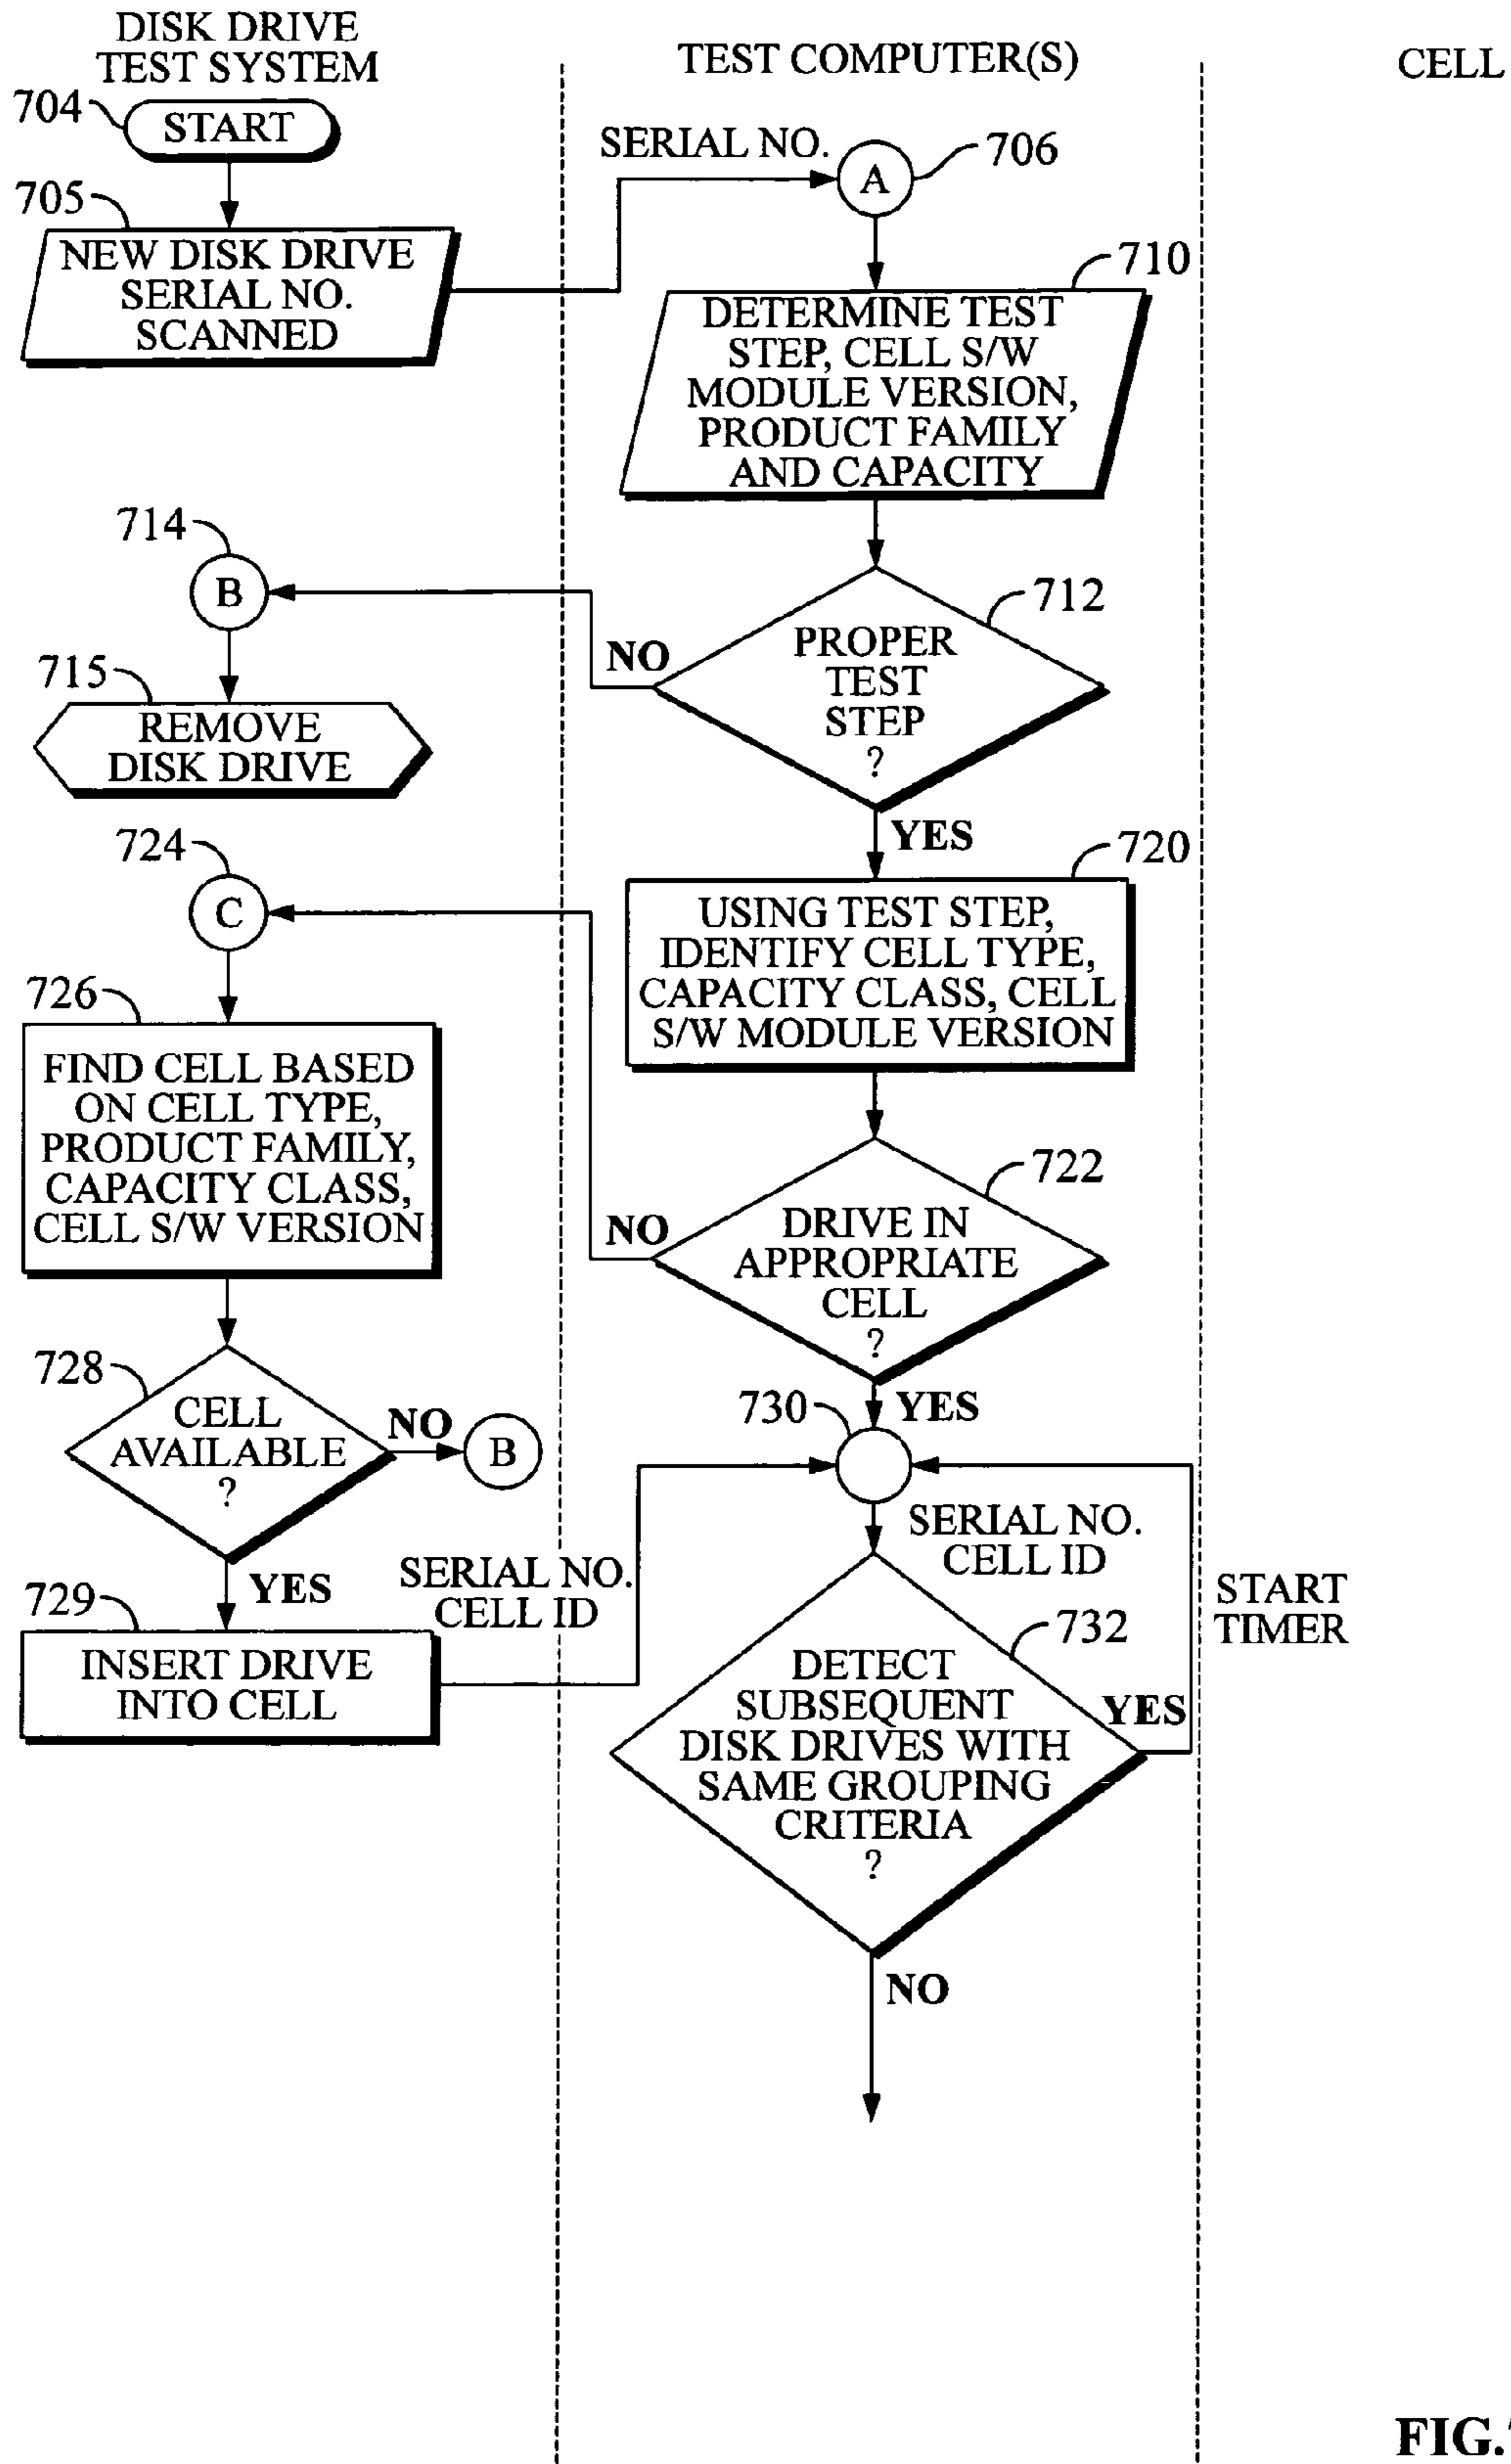 DISK DRIVE
TEST SYSTEM
TEST COMPUTER(S)
CELL
704
START
SERIAL NO.
A
706
705
NEW DISK DRIVE
SERIAL NO.
SCANNED
710
DETERMINE TEST
STEP, CELL S/W
MODULE VERSION,
PRODUCT FAMILY
AND CAPACITY
714
B
712
PROPER
TEST
STEP
?
NO
715
REMOVE
DISK DRIVE
YES
724
C
720
USING TEST STEP,
IDENTIFY CELL TYPE,
CAPACITY CLASS, CELL
S/W MODULE VERSION
726
FIND CELL BASED
ON CELL TYPE,
PRODUCT FAMILY,
CAPACITY CLASS,
CELL S/W VERSION
722
DRIVE IN
APPROPRIATE
CELL
?
NO
728
CELL
AVAILABLE
?
NO
B
730
YES
SERIAL NO.
CELL ID
YES
729
INSERT DRIVE
INTO CELL
SERIAL NO.
CELL ID
START
TIMER
732
DETECT
SUBSEQUENT
DISK DRIVES WITH
SAME GROUPING
CRITERIA
?
YES
NO
FIG.